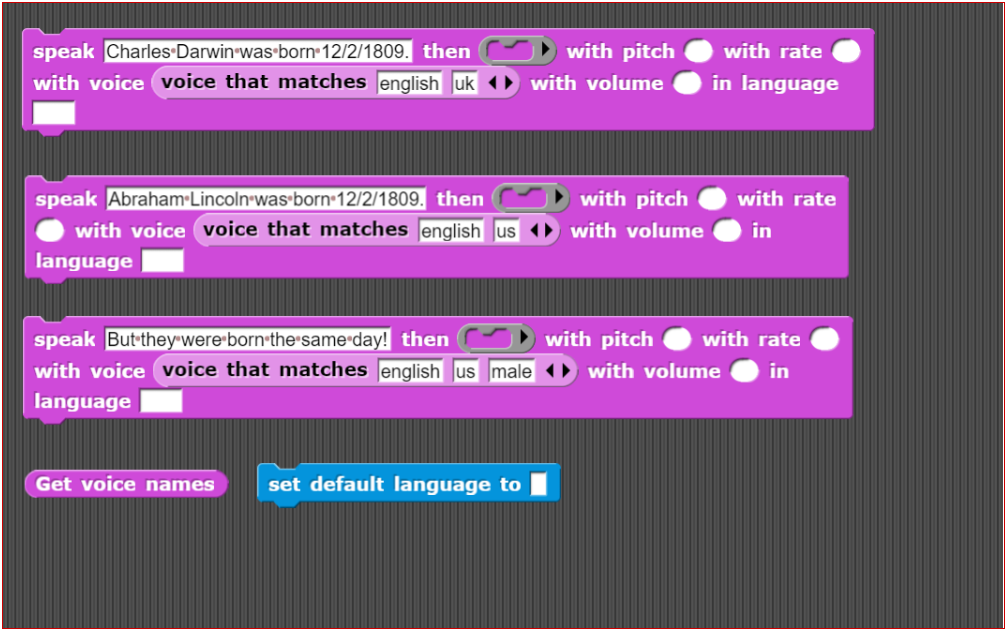 speak Charles Darwin was born 12/2/1809. then with pitch with rate
with voice voice that matches english uk with volume in language
speak Abraham Lincoln was born 12/2/1809. then with pitch with rate
with voice voice that matches english us with volume in
language
speak But they were born the same day! then with pitch with rate
with voice voice that matches english us male with volume in
language
Get voice names set default language to